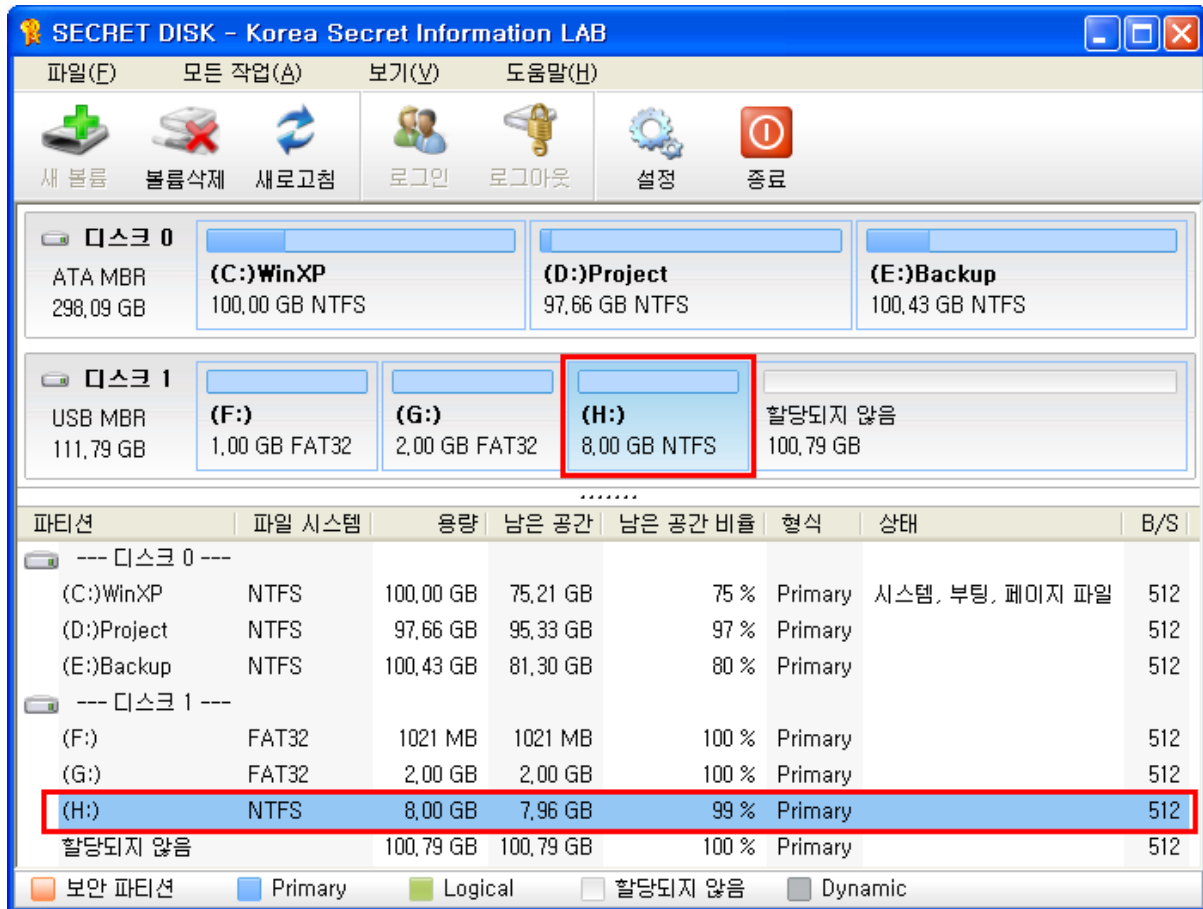 SECRET DISK - Korea Secret Information LAB
파일(F) 모든 작업(A) 보기(V) 도움말(H)
새 볼륨 볼륨삭제 새로고침 로그인 로그아웃 설정 종료
디스크 0
ATA MBR
298,09 GB
(C:)WinXP
100,00 GB NTFS
(D:)Project
97,66 GB NTFS
(E:)Backup
100,43 GB NTFS
디스크 1
USB MBR
111,79 GB
(F:)
1,00 GB FAT32
(G:)
2,00 GB FAT32
(H:)
8,00 GB NTFS
할당되지 않음
100,79 GB
파티션 파일 시스템 용량 남은 공간 남은 공간 비율 형식 상태 B/S
--- 디스크 0 ---
(C:)WinXP NTFS 100,00 GB 75,21 GB 75 % Primary 시스템, 부팅, 페이지 파일 512
(D:)Project NTFS 97,66 GB 95,33 GB 97 % Primary 512
(E:)Backup NTFS 100,43 GB 81,30 GB 80 % Primary 512
--- 디스크 1 ---
(F:) FAT32 1021 MB 1021 MB 100 % Primary 512
(G:) FAT32 2,00 GB 2,00 GB 100 % Primary 512
(H:) NTFS 8,00 GB 7,96 GB 99 % Primary 512
할당되지 않음 100,79 GB 100,79 GB 100 % Primary 512
보안 파티션 Primary Logical 할당되지 않음 Dynamic